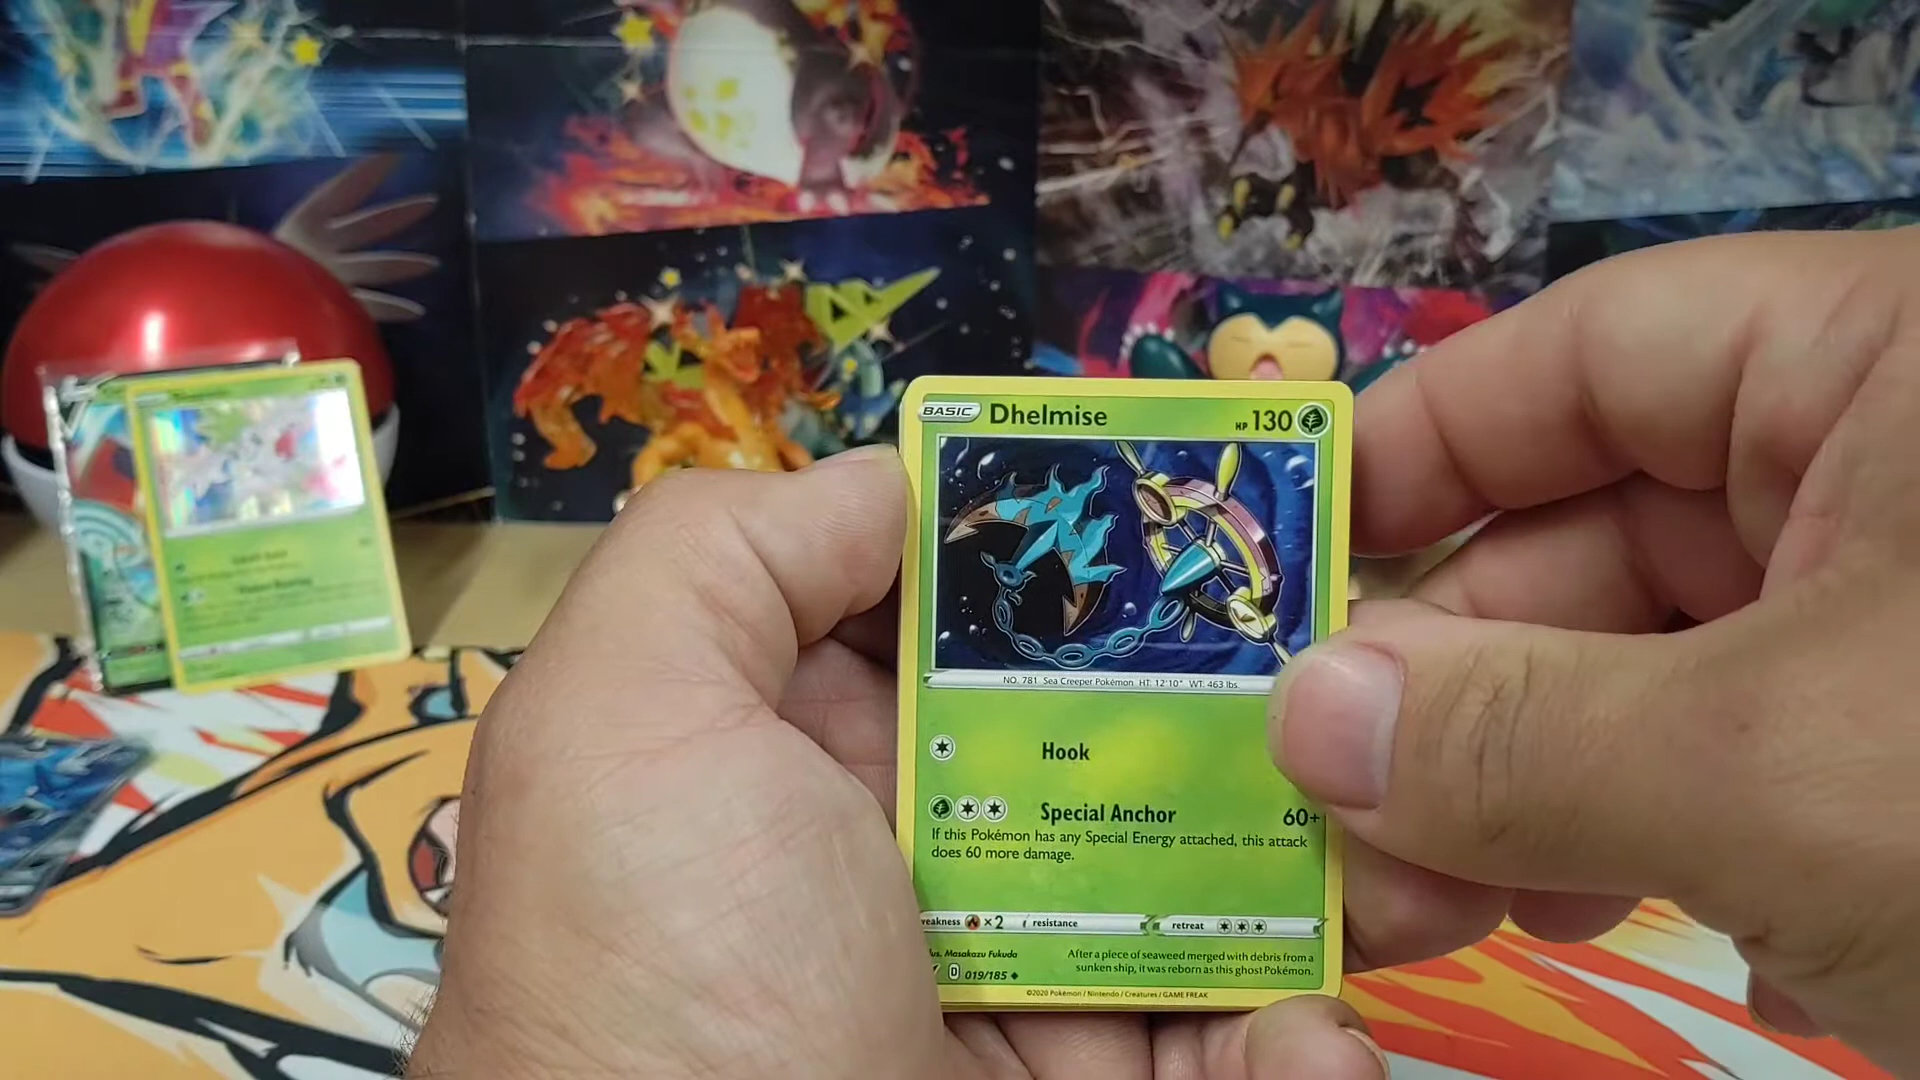 BASIC Dhelmise HP 130
NO. 781 Sea Creeper Pokémon HT: 12'10" WT: 463 lbs.
Hook
Special Anchor 60+
If this Pokémon has any Special Energy attached, this attack
does 60 more damage.
weakness ×2 resistance retreat
Illus. Masakazu Fukuda
After a piece of seaweed merged with debris from a
sunken ship, it was reborn as this ghost Pokémon.
D 019/185
©2020 Pokémon / Nintendo / Creatures / GAME FREAK